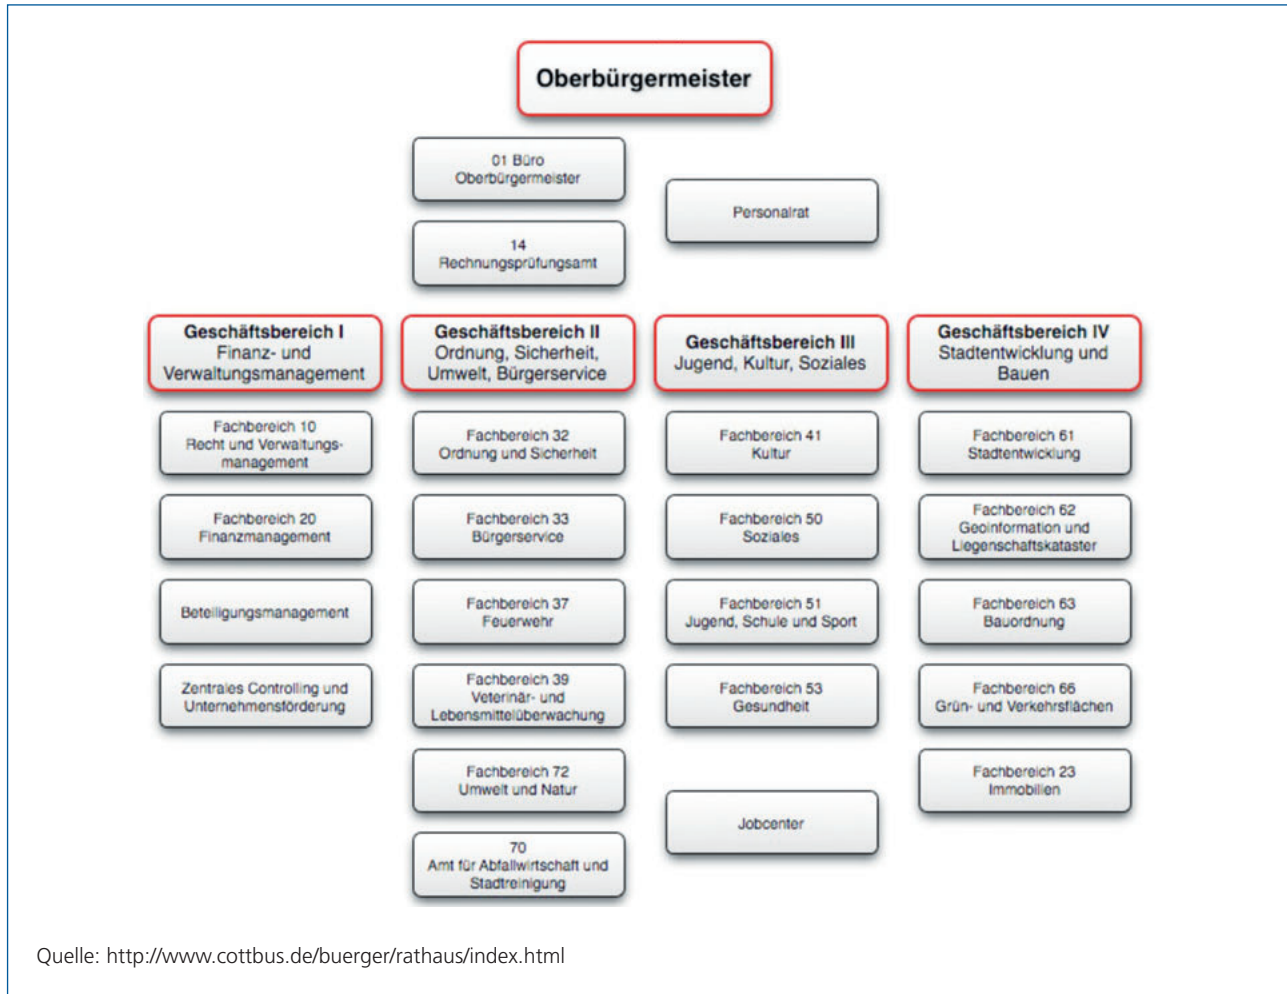 Oberbürgermeister
01 Büro
Oberbürgermeister
Personalrat
14
Rechnungsprüfungsamt
Geschäftsbereich I
Finanz- und
Verwaltungsmanagement
Fachbereich 10
Recht und Verwaltungs-
management
Fachbereich 20
Finanzmanagement
Beteiligungsmanagement
Zentrales Controlling und
Unternehmensförderung
Geschäftsbereich II
Ordnung, Sicherheit,
Umwelt, Bürgerservice
Fachbereich 32
Ordnung und Sicherheit
Fachbereich 33
Bürgerservice
Fachbereich 37
Feuerwehr
Fachbereich 39
Veterinär- und
Lebensmittelüberwachung
Fachbereich 72
Umwelt und Natur
70
Amt für Abfallwirtschaft und
Stadtreinigung
Geschäftsbereich III
Jugend, Kultur, Soziales
Fachbereich 41
Kultur
Fachbereich 50
Soziales
Fachbereich 51
Jugend, Schule und Sport
Fachbereich 53
Gesundheit
Jobcenter
Geschäftsbereich IV
Stadtentwicklung und
Bauen
Fachbereich 61
Stadtentwicklung
Fachbereich 62
Geoinformation und
Liegenschaftskataster
Fachbereich 63
Bauordnung
Fachbereich 66
Grün- und Verkehrsflächen
Fachbereich 23
Immobilien
Quelle: http://www.cottbus.de/buerger/rathaus/index.html